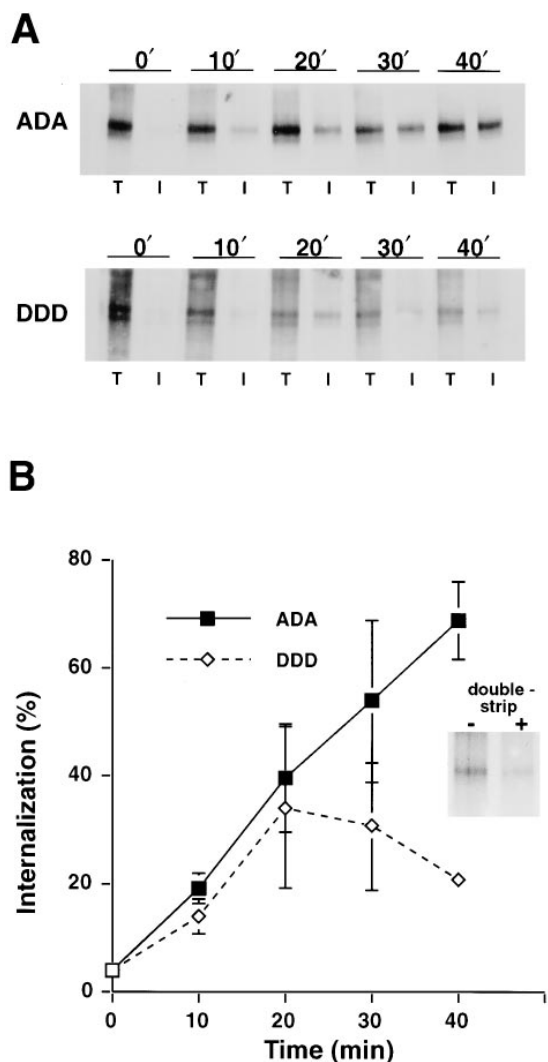 A
0′ 10′ 20′ 30′ 40′
ADA
T I T I T I T I T I
0′ 10′ 20′ 30′ 40′
DDD
T I T I T I T I T I
B
80
ADA
DDD
60
double -
strip
- +
40
20
0
Internalization (%)
0 10 20 30 40
Time (min)